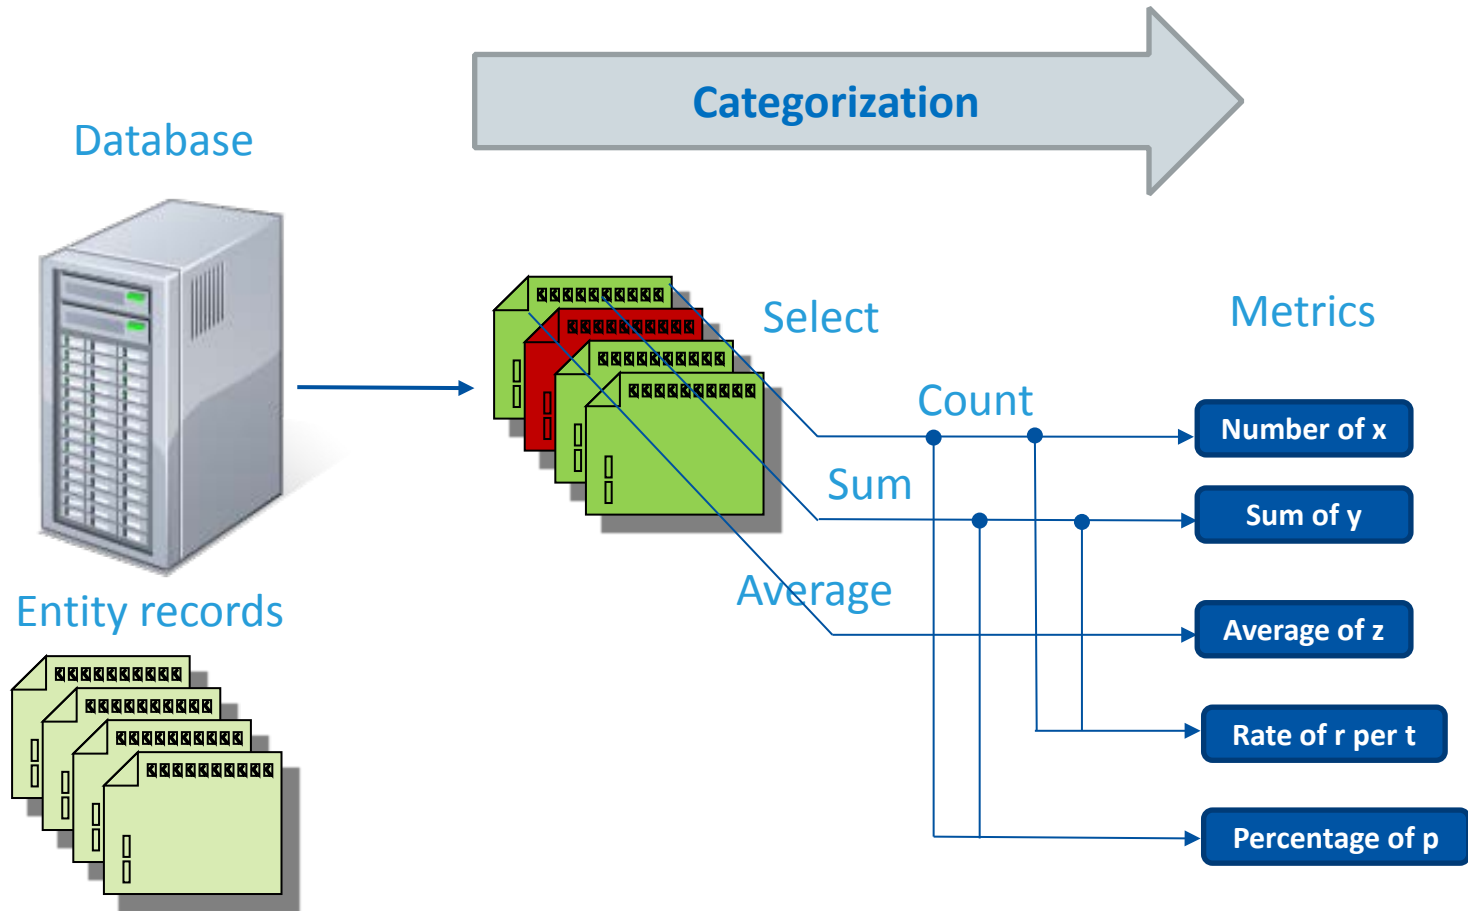 Categorization
Database
Select
Metrics
Count
Number of x
Sum
Sum of y
Average
Entity records
Average of z
Rate of r per t
Percentage of p